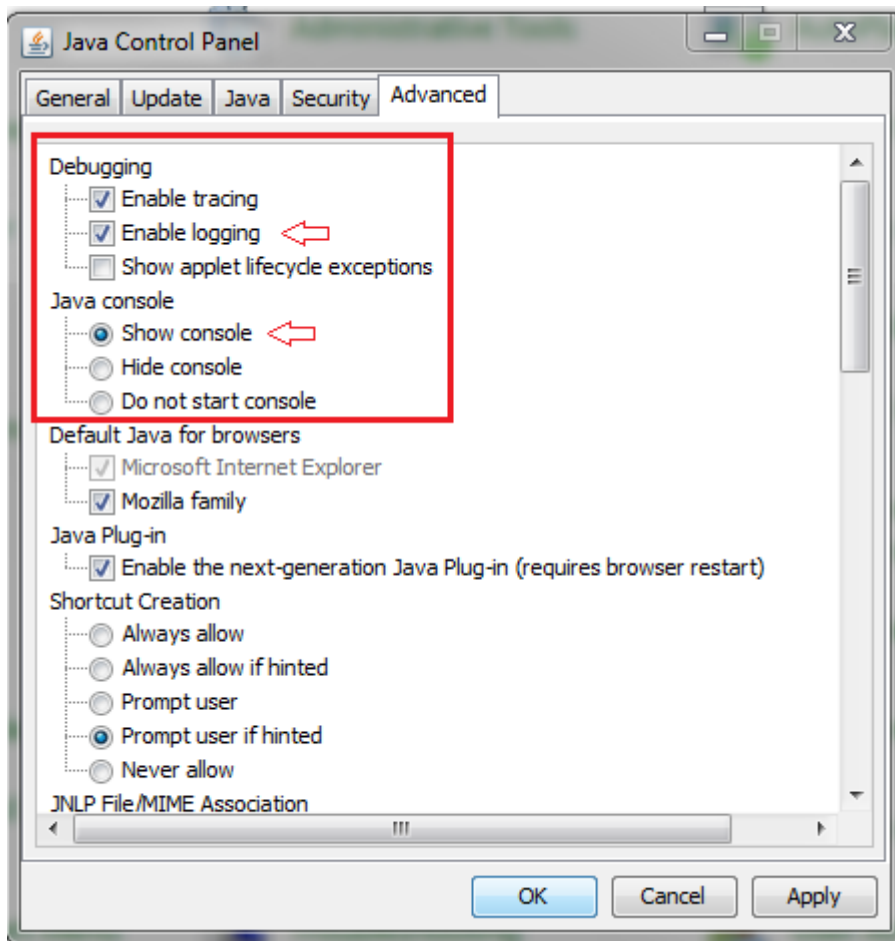 Administrative Tools
Java Control Panel
General Update Java Security Advanced
Debugging
Enable tracing
Enable logging
Show applet lifecycle exceptions
Java console
Show console
Hide console
Do not start console
Default Java for browsers
Microsoft Internet Explorer
Mozilla family
Java Plug-in
Enable the next-generation Java Plug-in (requires browser restart)
Shortcut Creation
Always allow
Always allow if hinted
Prompt user
Prompt user if hinted
Never allow
JNLP File/MIME Association
OK Cancel Apply